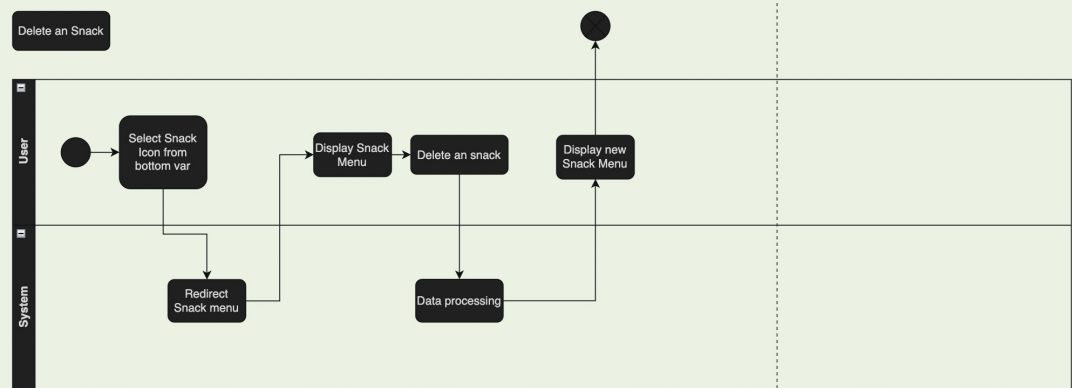 Delete an Snack
User
Select Snack
Icon from
bottom var
Display Snack
Menu
Delete an snack
Display new
Snack Menu
System
Redirect
Snack menu
Data processing